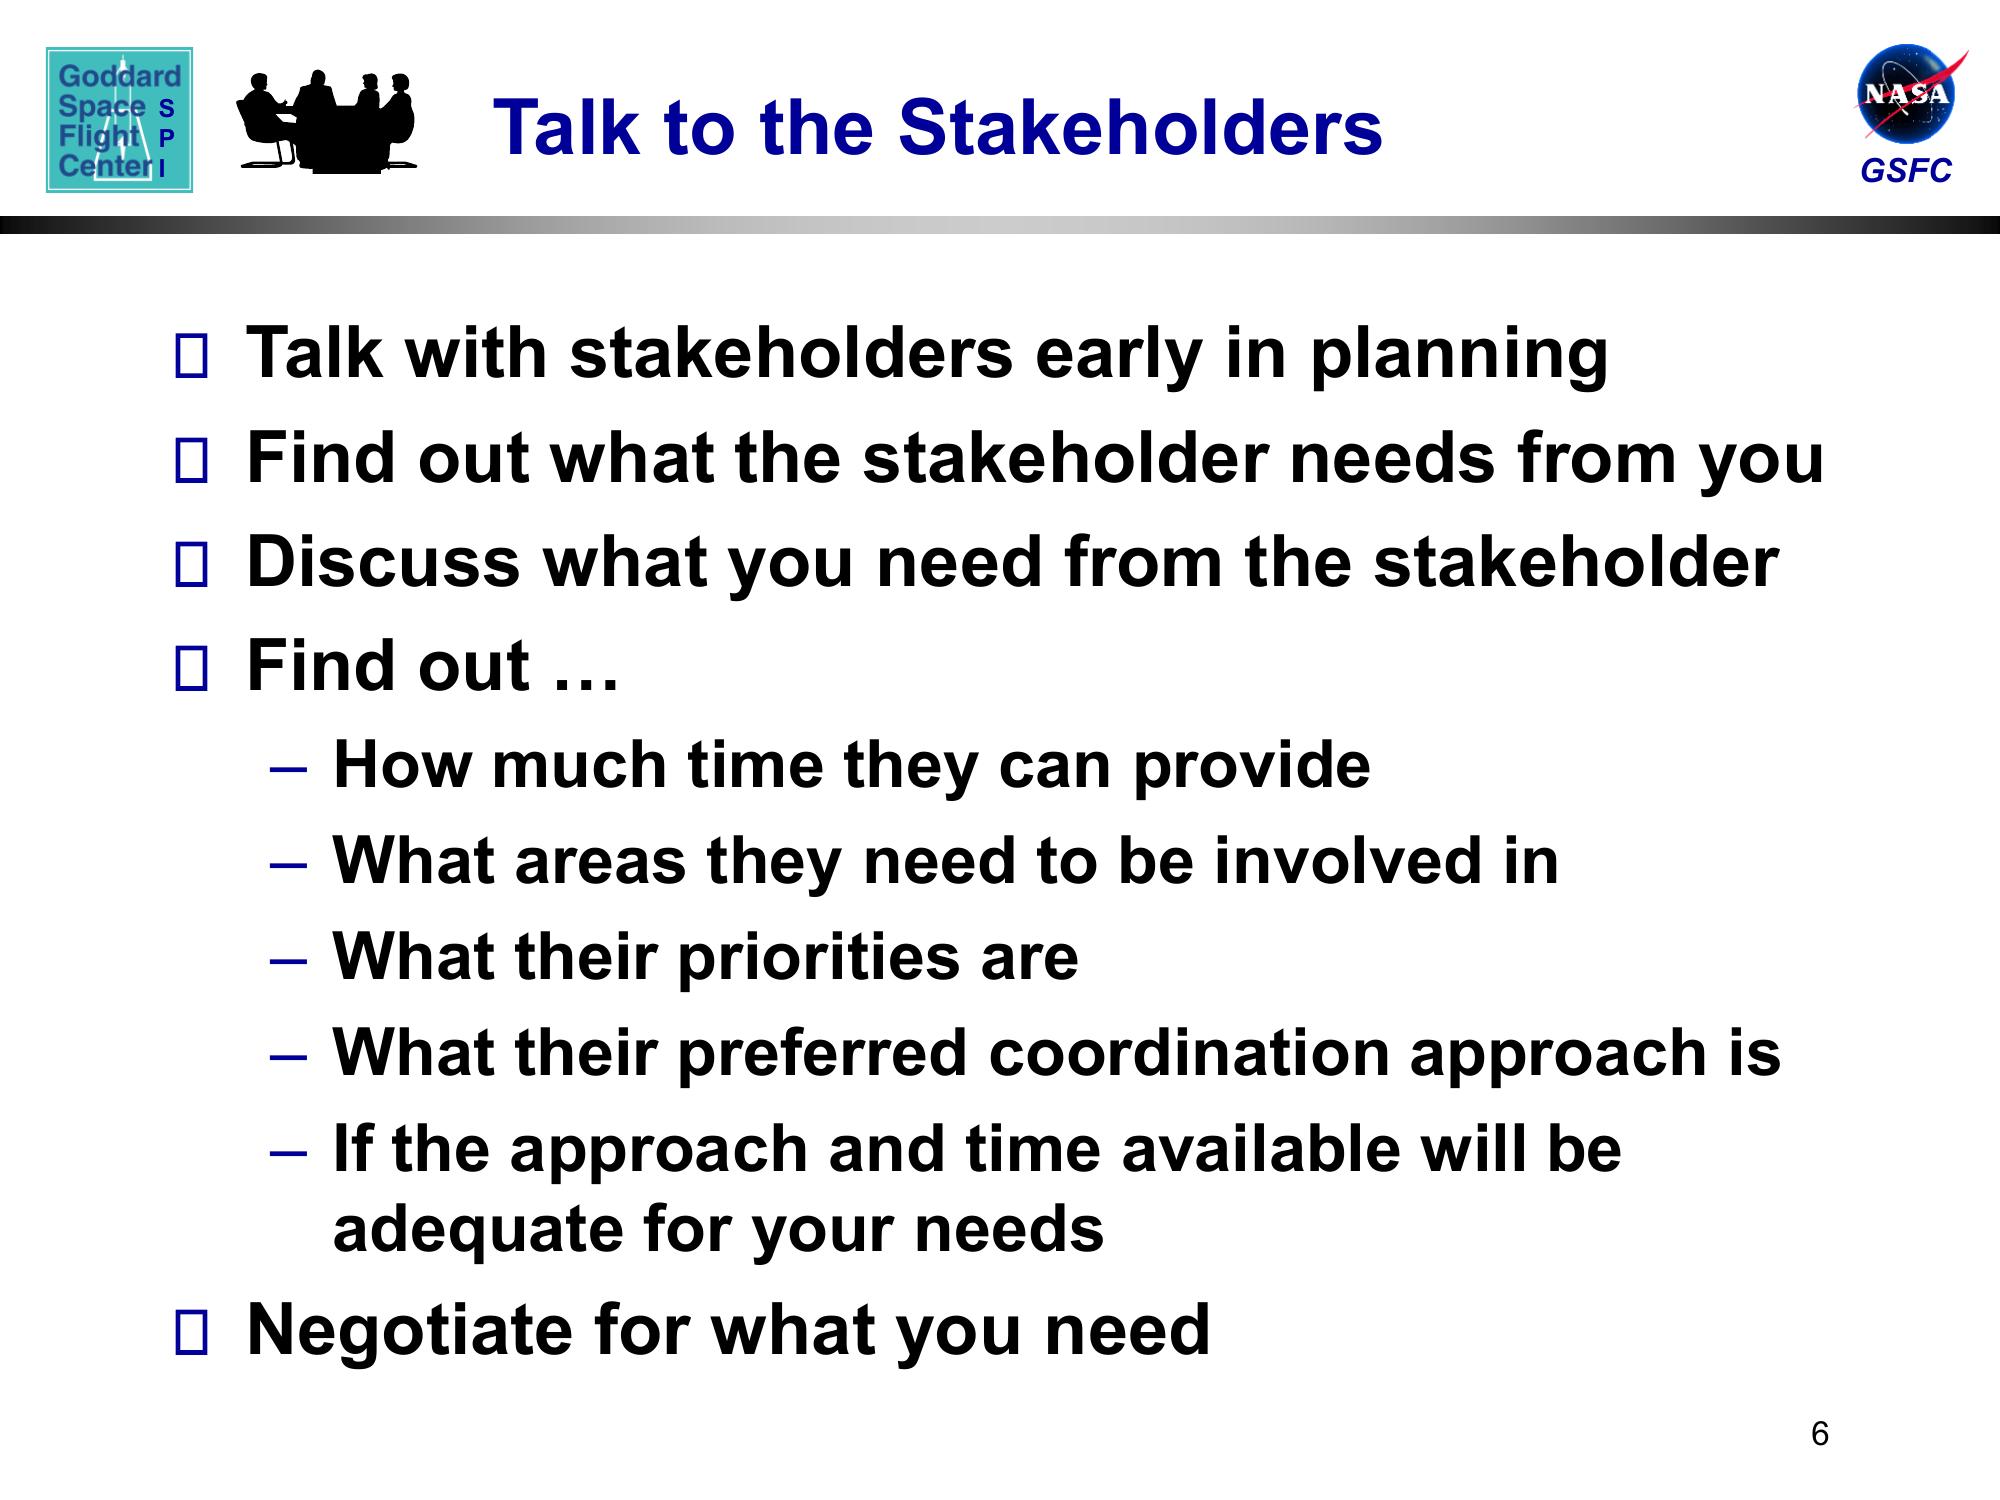 Goddard
Space
Flight
Center
S
P
I
Talk to the Stakeholders
NASA
GSFC
Talk with stakeholders early in planning
Find out what the stakeholder needs from you
Discuss what you need from the stakeholder
Find out …
– How much time they can provide
– What areas they need to be involved in
– What their priorities are
– What their preferred coordination approach is
– If the approach and time available will be
adequate for your needs
Negotiate for what you need
6